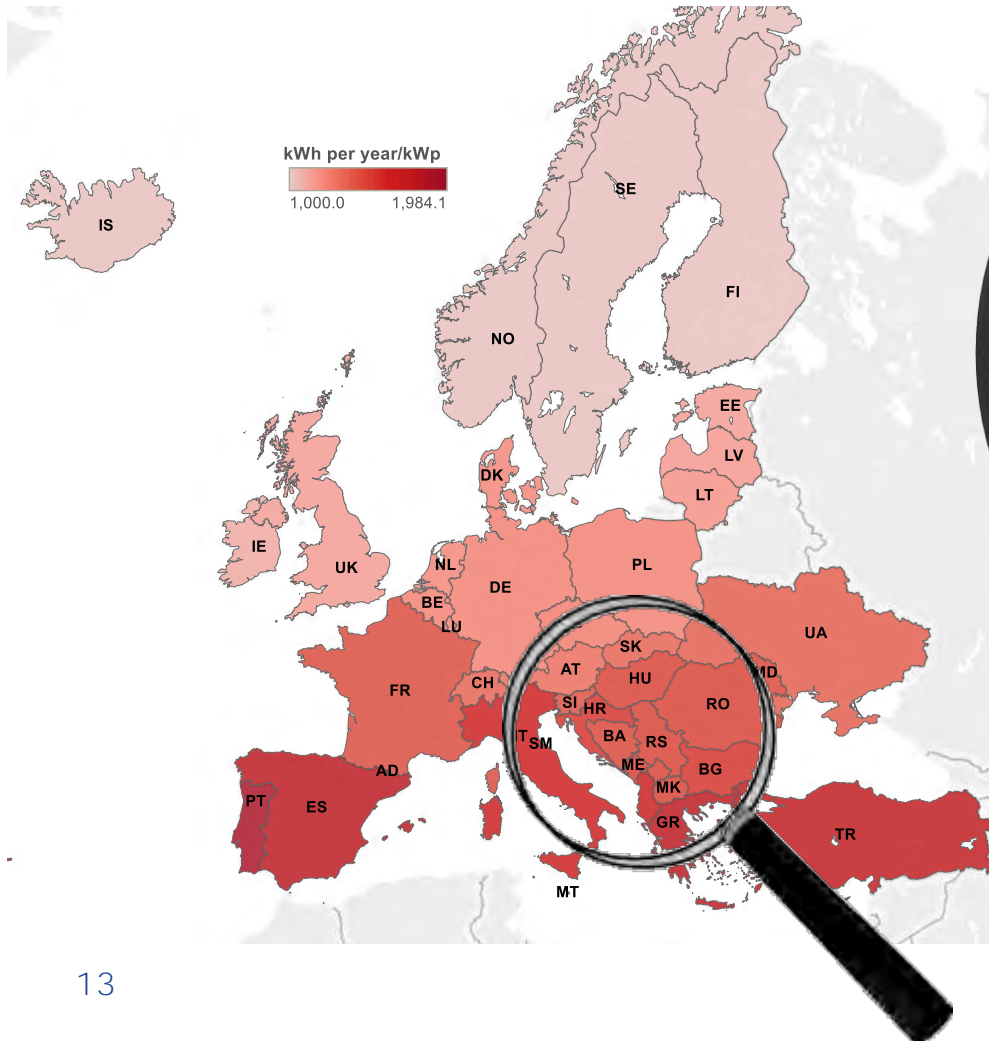 kWh per year/kWp
1,000.0 1,984.1
IS
SE
FI
NO
EE
LV
DK
LT
IE
UK
NL
PL
DE
BE
LU
UA
SK
AT
MD
HU
CH
FR
SI
HR
RO
BA
RS
IT
SM
ME
BG
AD
MK
PT
ES
GR
TR
MT
13